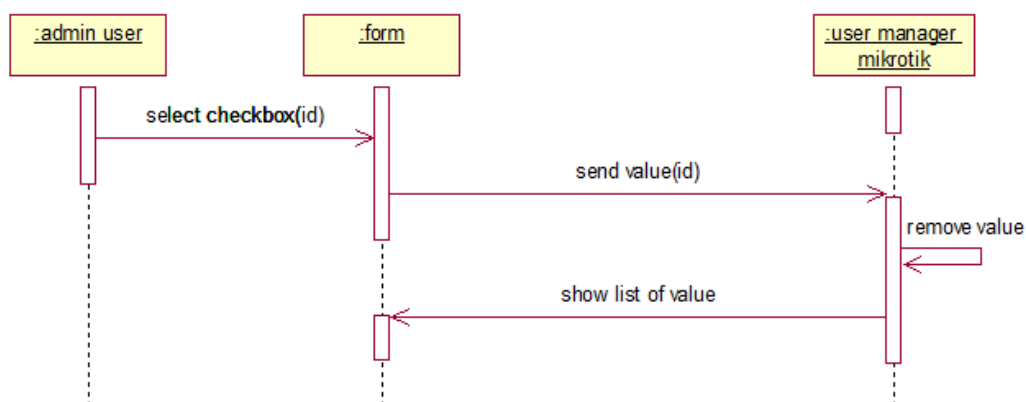 :admin user
:form
:user manager
mikrotik
select checkbox(id)
send value(id)
remove value
show list of value